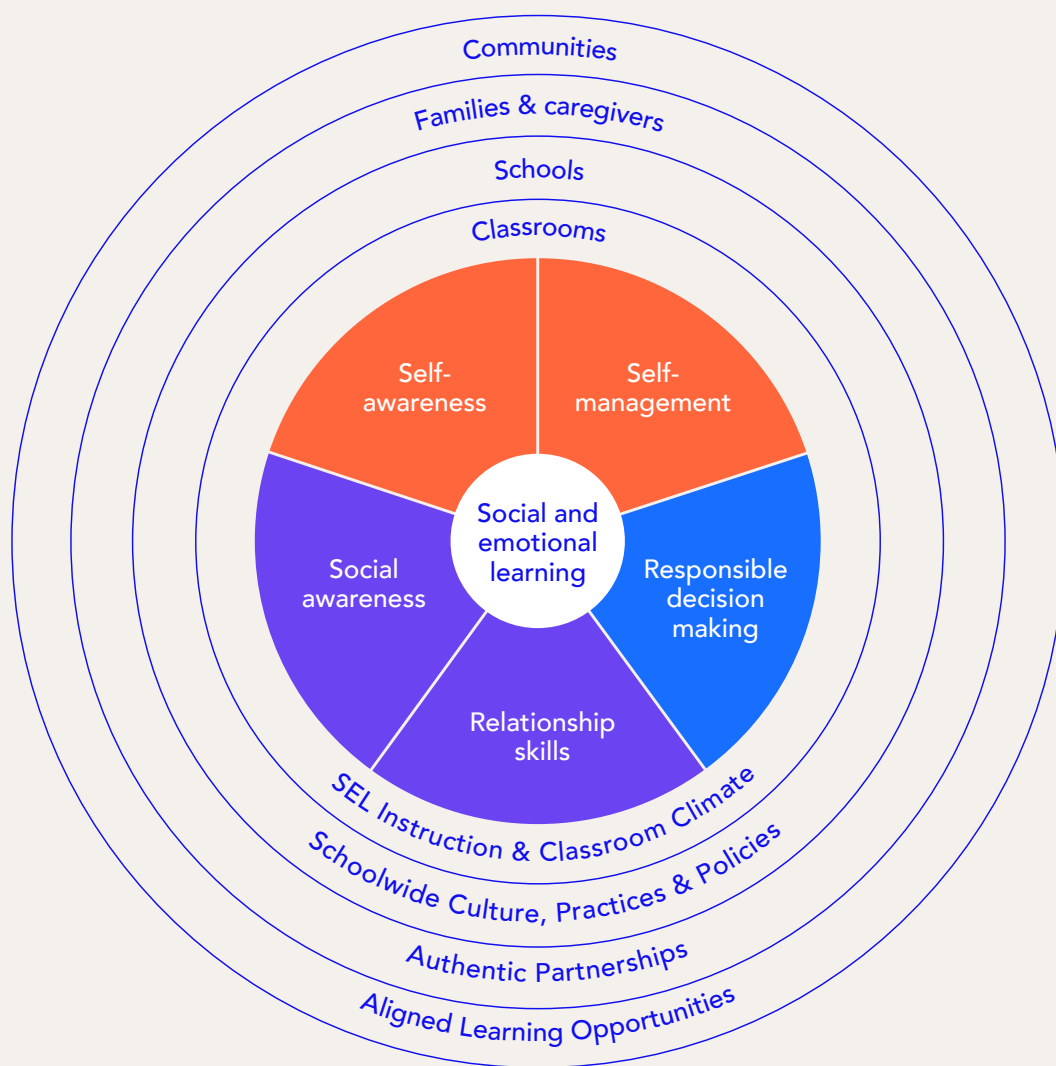 Communities
Families & caregivers
Schools
Classrooms
Self-
awareness
Self-
management
Social and
emotional
learning
Social
awareness
Responsible
decision
making
Relationship
skills
SEL Instruction & Classroom Climate
Schoolwide Culture, Practices & Policies
Authentic Partnerships
Aligned Learning Opportunities